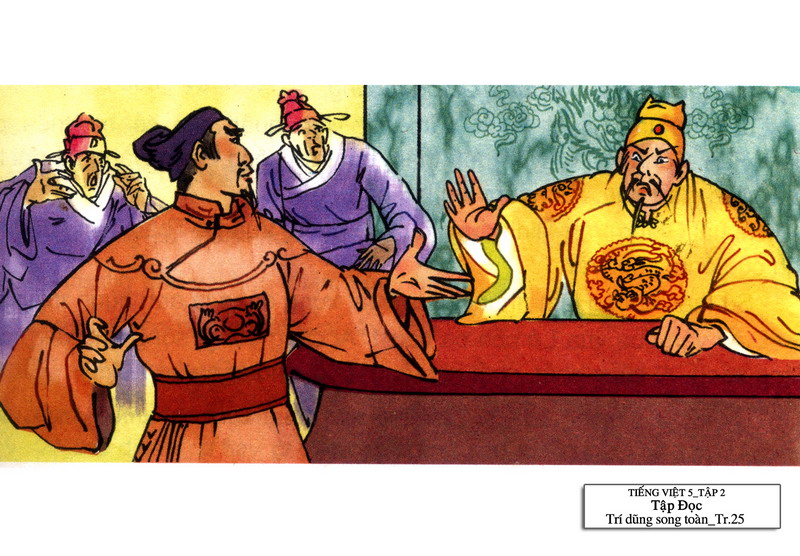 TIẾNG VIỆT 5_TẬP 2
Tập Đọc
Trí dũng song toàn_Tr.25